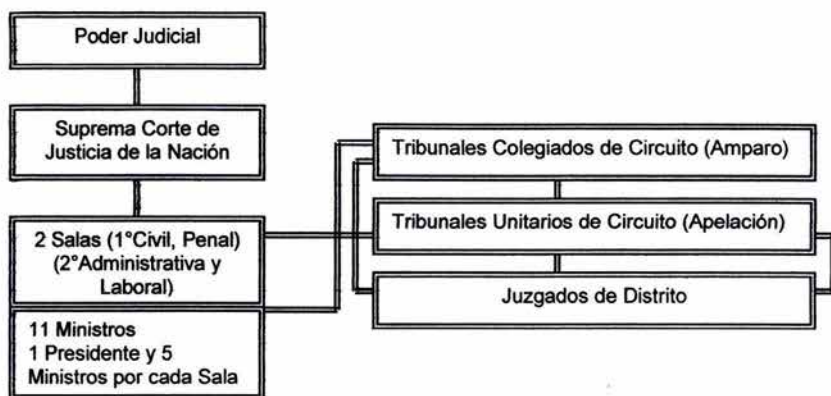 Poder Judicial
Suprema Corte de
Justicia de la Nación
2 Salas (1°Civil, Penal)
(2°Administrativa y
Laboral)
11 Ministros
1 Presidente y 5
Ministros por cada Sala
Tribunales Colegiados de Circuito (Amparo)
Tribunales Unitarios de Circuito (Apelación)
Juzgados de Distrito